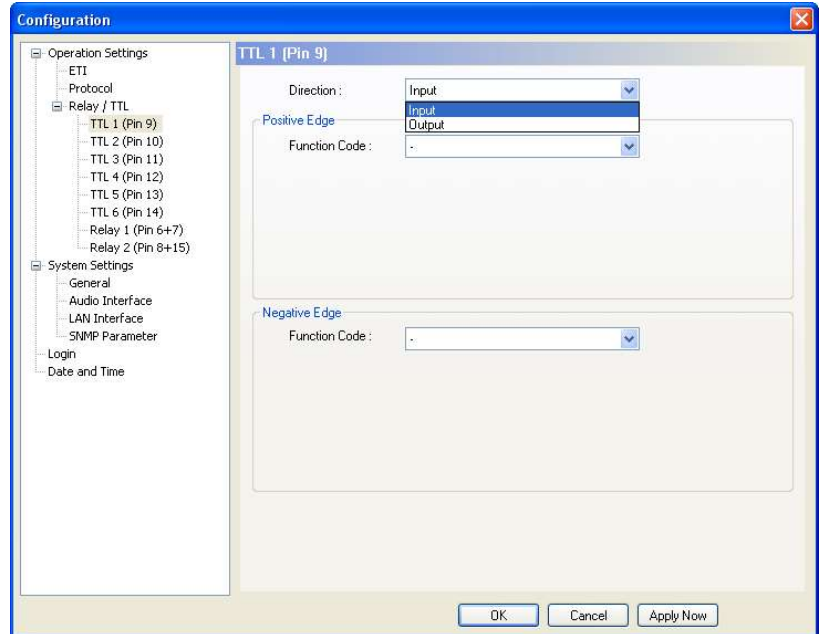 Configuration
Operation Settings
ETI
Protocol
Relay / TTL
TTL 1 (Pin 9)
TTL 2 (Pin 10)
TTL 3 (Pin 11)
TTL 4 (Pin 12)
TTL 5 (Pin 13)
TTL 6 (Pin 14)
Relay 1 (Pin 6+7)
Relay 2 (Pin 8+15)
System Settings
General
Audio Interface
LAN Interface
SNMP Parameter
Login
Date and Time
TTL 1 (Pin 9)
Direction : Input
Input
Output
Positive Edge
Function Code : -
Negative Edge
Function Code : -
OK Cancel Apply Now